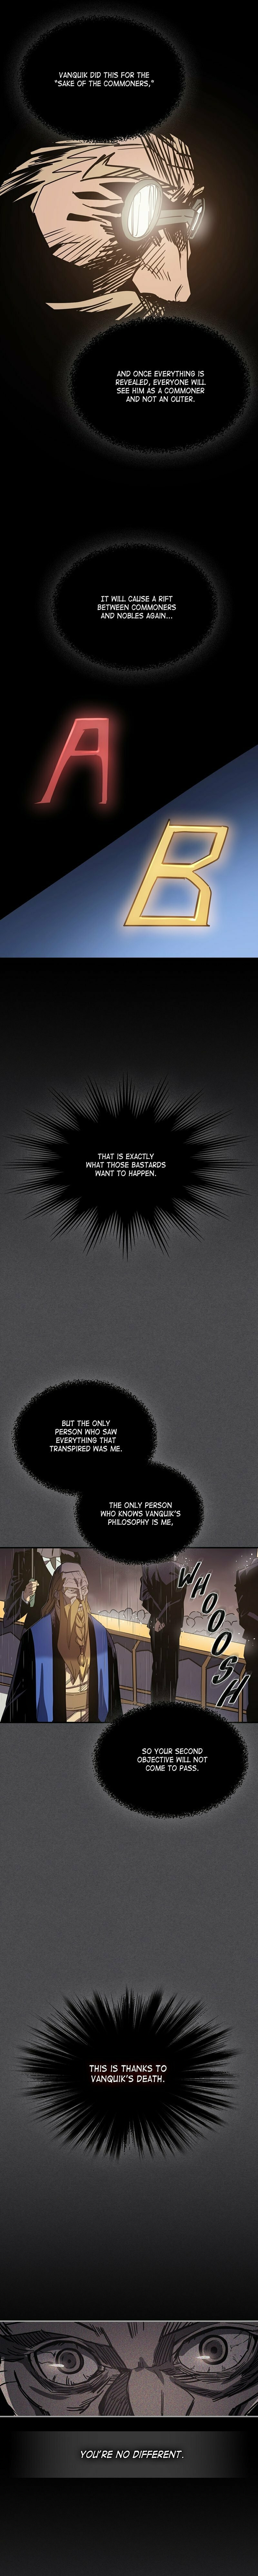 VANQUIK DID THIS FOR THE
"SAKE OF THE COMMONERS,"
AND ONCE EVERYTHING IS
REVEALED, EVERYONE WILL
SEE HIM AS A COMMONER
AND NOT AN OUTER.
IT WILL CAUSE A RIFT
BETWEEN COMMONERS
AND NOBLES AGAIN...
A
B
THAT IS EXACTLY
WHAT THOSE BASTARDS
WANT TO HAPPEN.
BUT THE ONLY
PERSON WHO SAW
EVERYTHING THAT
TRANSPIRED WAS ME.
THE ONLY PERSON
WHO KNOWS VANQUIK'S
PHILOSOPHY IS ME,
WHOOOSH
SO YOUR SECOND
OBJECTIVE WILL NOT
COME TO PASS.
THIS IS THANKS TO
VANQUIK'S DEATH.
YOU'RE NO DIFFERENT.